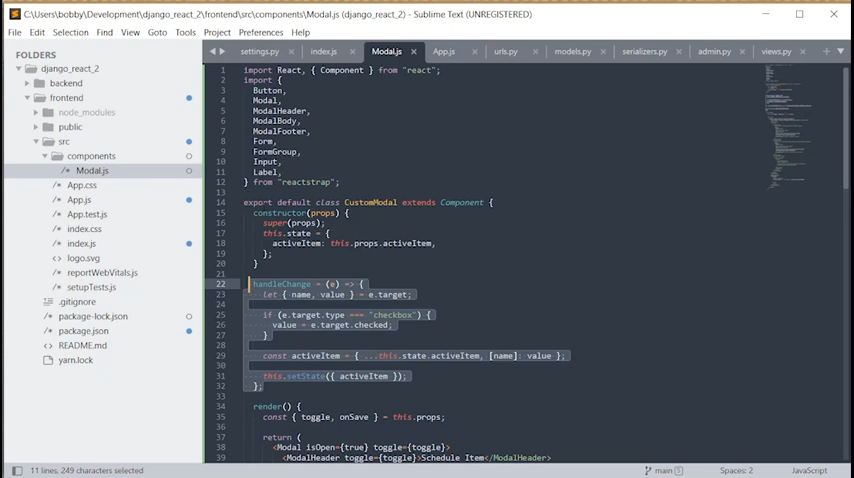 C:\Users\bobby\Development\django_react_2\frontend\src\components\Modal.js (django_react_2) - Sublime Text (UNREGISTERED)
File Edit Selection Find View Goto Tools Project Preferences Help
FOLDERS
django_react_2
backend
frontend
node_modules
public
src
components
/* Modal.js
/* App.css
/* App.js
/* App.test.js
/* index.css
/* index.js
<> logo.svg
/* reportWebVitals.js
/* setupTests.js
.gitignore
/* package-lock.json
/* package.json
README.md
yarn.lock
settings.py index.js Modal.js App.js urls.py models.py serializers.py admin.py views.py
1 import React, { Component } from "react";
2 import {
3 Button,
4 Modal,
5 ModalHeader,
6 ModalBody,
7 ModalFooter,
8 Form,
9 FormGroup,
10 Input,
11 Label,
12 } from "reactstrap";
13
14 export default class CustomModal extends Component {
15 constructor(props) {
16 super(props);
17 this.state = {
18 activeItem: this.props.activeItem,
19 };
20 }
21
22 handleChange = (e) => {
23 let { name, value } = e.target;
24
25 if (e.target.type === "checkbox") {
26 value = e.target.checked;
27 }
28
29 const activeItem = { ...this.state.activeItem, [name]: value };
30
31 this.setState({ activeItem });
32 };
33
34 render() {
35 const { toggle, onSave } = this.props;
36
37 return (
38 <Modal isOpen={true} toggle={toggle}>
39 <ModalHeader toggle={toggle}>Schedule Item</ModalHeader>
11 lines, 249 characters selected
main 5
Spaces: 2
JavaScript